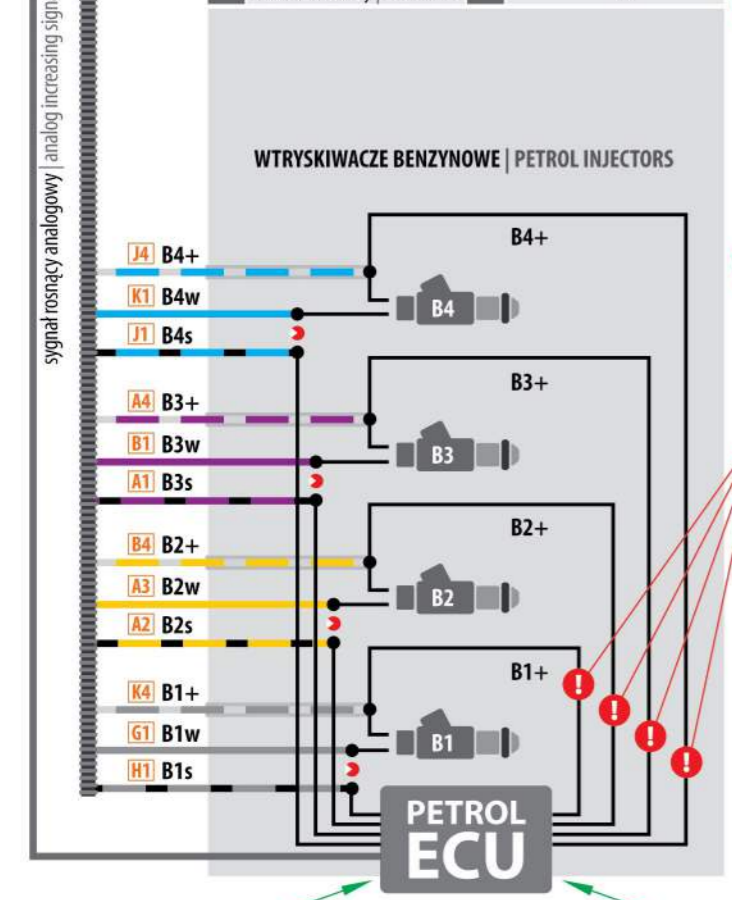 sygnał rosnący analogowy | analog increasing sign
WTRYSKIWACZE BENZYNOWE | PETROL INJECTORS
B4+
J4 B4+
K1 B4w
B4
J1 B4s
B3+
A4 B3+
B1 B3w
B3
A1 B3s
B2+
B4 B2+
A3 B2w
B2
A2 B2s
B1+
K4 B1+
G1 B1w
B1
H1 B1s
!
!
!
!
PETROL
ECU